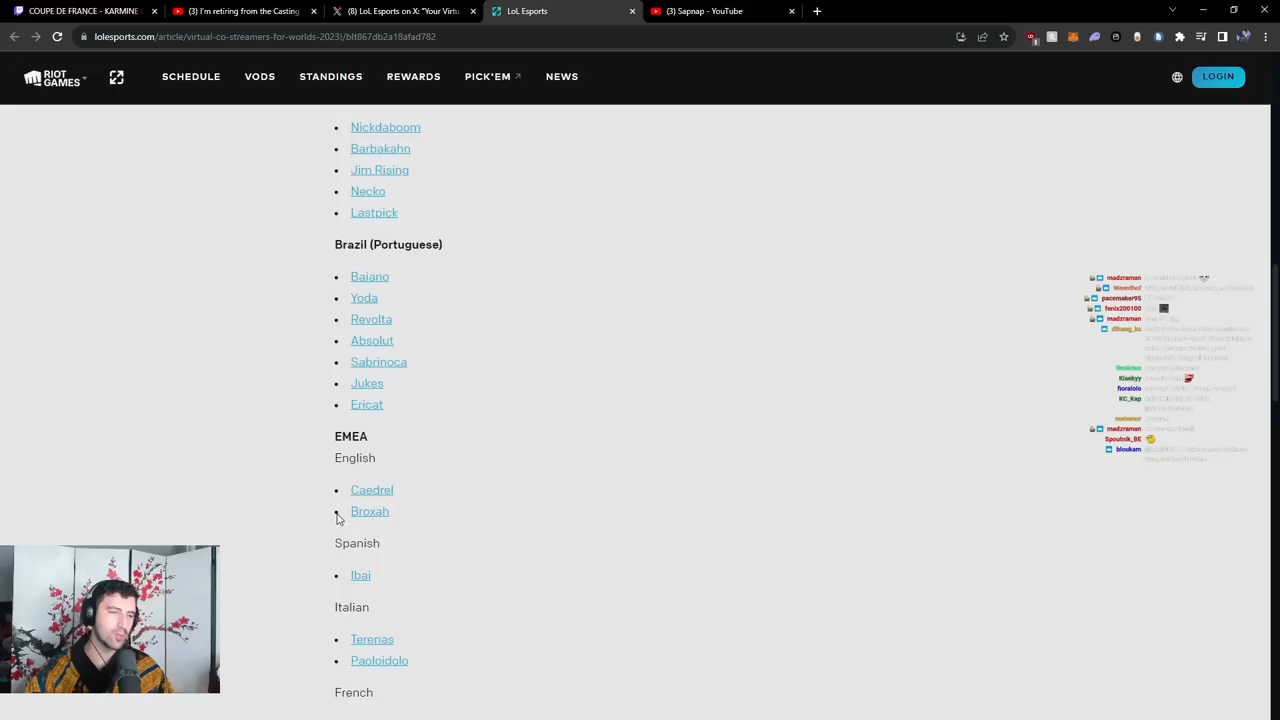 COUPE DE FRANCE - KARMINE
(3) I'm retiring from the Casting
(8) LoL Esports on X: "Your Virtu
LoL Esports
(3) Sapnap - YouTube
lolesports.com/article/virtual-co-streamers-for-worlds-2023!/blt867db2a18afad782
RIOT GAMES
SCHEDULE VODS STANDINGS REWARDS PICK'EM NEWS LOGIN
Nickdaboom
Barbakahn
Jim Rising
Necko
Lastpick
Brazil (Portuguese)
Baiano
Yoda
Revolta
Absolut
Sabrinoca
Jukes
Ericat
EMEA
English
Caedrel
Broxah
Spanish
Ibai
Italian
Terenas
Paoloidolo
French
madzraman
Weerdhof
pacemaker95
fenix200100
madzraman
Kisekyy
fioralolo
KC_Kap
madzraman
Spoutnik_BE
bloukam